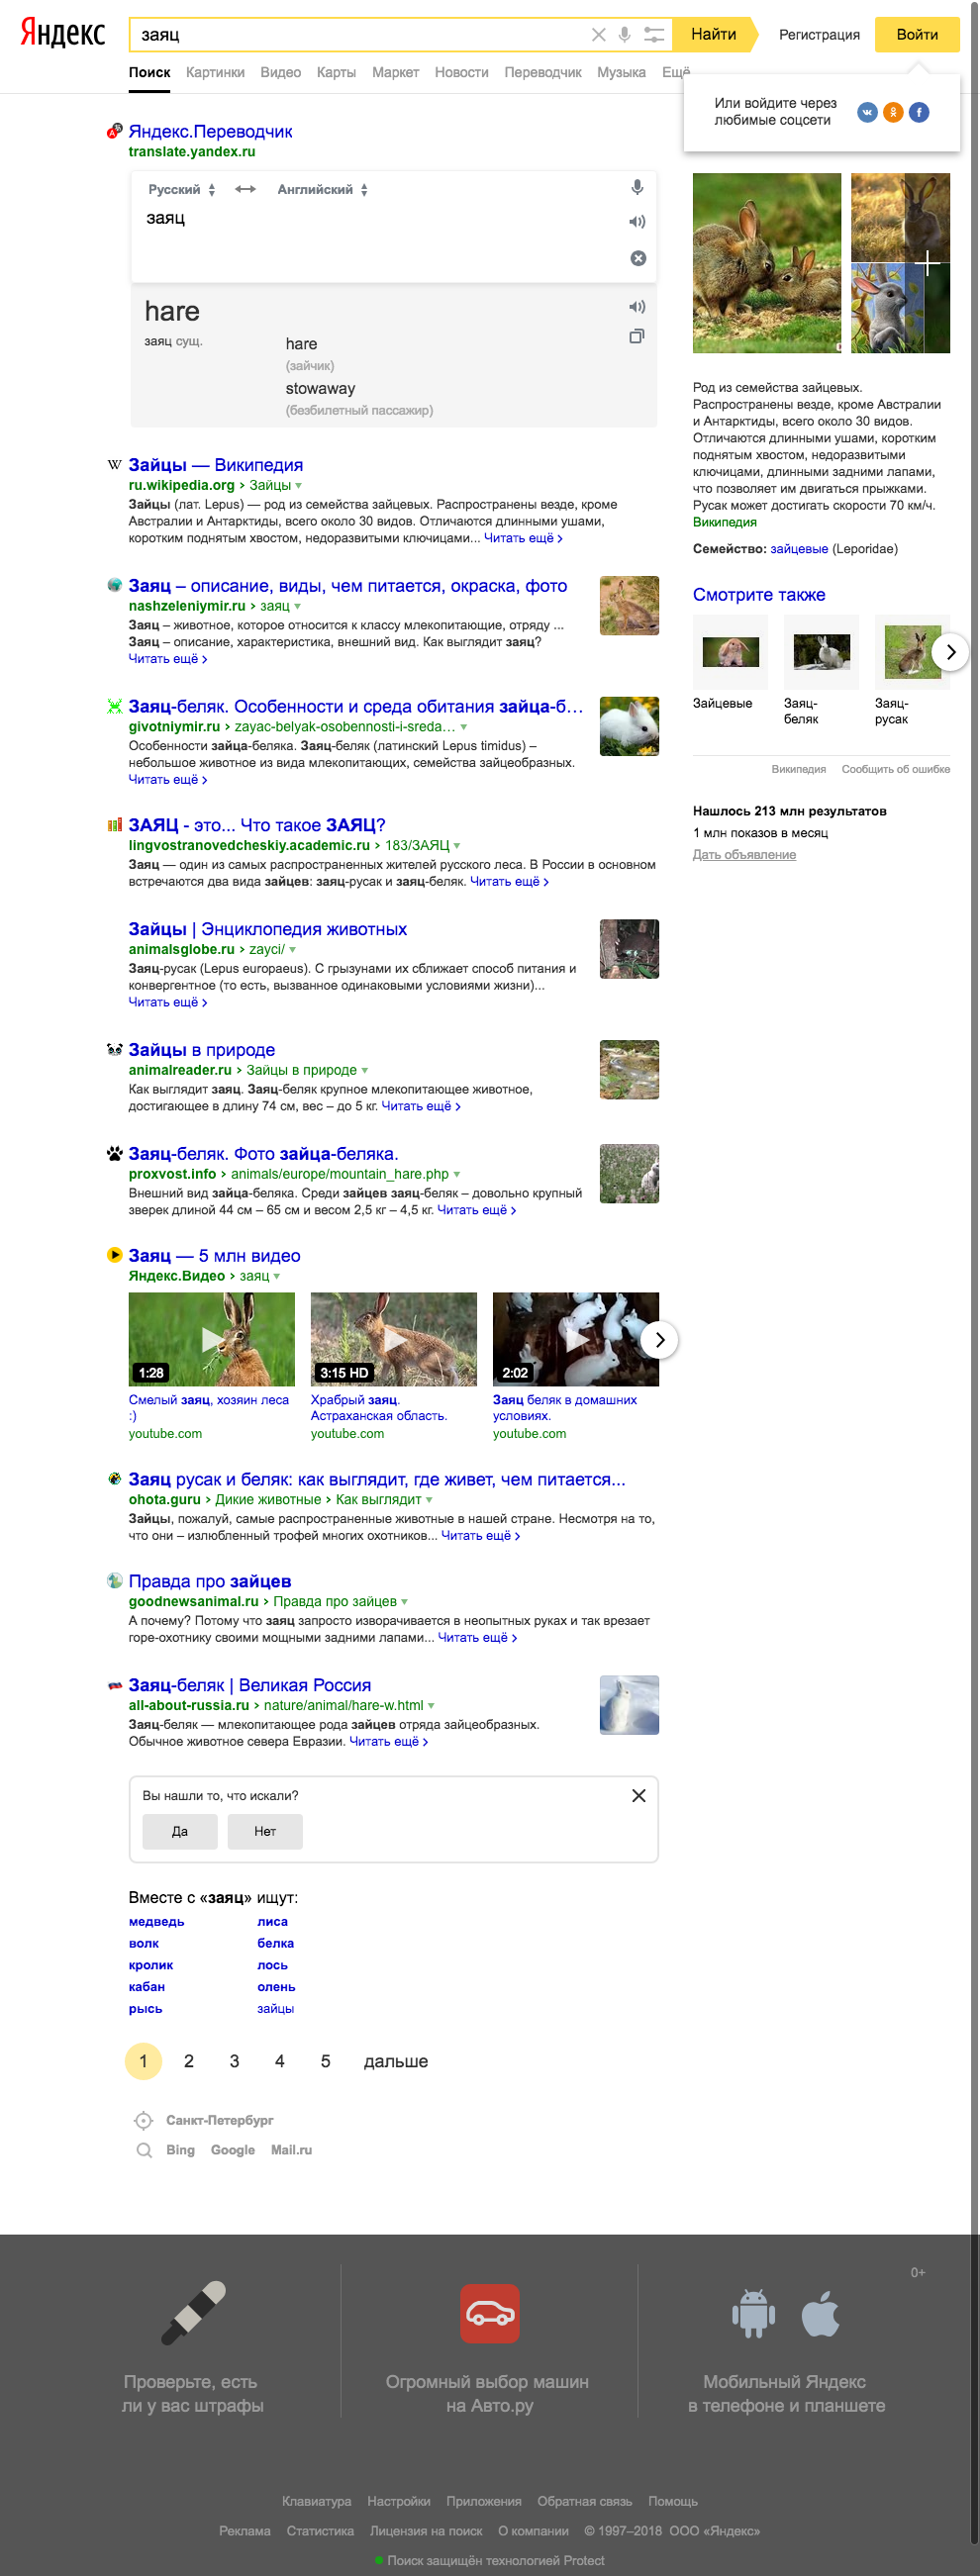 Яндекс
заяц
Найти
Регистрация
Войти
Поиск Картинки Видео Карты Маркет Новости Переводчик Музыка Ещё
Или войдите через
любимые соцсети
Яндекс.Переводчик
translate.yandex.ru
Русский Английский
заяц
hare
заяц сущ.
hare
(зайчик)
stowaway
(безбилетный пассажир)
Зайцы — Википедия
ru.wikipedia.org › Зайцы
Зайцы (лат. Lepus) — род из семейства зайцевых. Распространены везде, кроме
Австралии и Антарктиды, всего около 30 видов. Отличаются длинными ушами,
коротким поднятым хвостом, недоразвитыми ключицами... Читать ещё ›
Заяц – описание, виды, чем питается, окраска, фото
nashzeleniymir.ru › заяц
Заяц – животное, которое относится к классу млекопитающие, отряду ...
Заяц – описание, характеристика, внешний вид. Как выглядит заяц?
Читать ещё ›
Заяц-беляк. Особенности и среда обитания зайца-б...
givotniymir.ru › zayac-belyak-osobennosti-i-sreda...
Особенности зайца-беляка. Заяц-беляк (латинский Lepus timidus) –
небольшое животное из вида млекопитающих, семейства зайцеобразных.
Читать ещё ›
ЗАЯЦ - это... Что такое ЗАЯЦ?
lingvostranovedcheskiy.academic.ru › 183/ЗАЯЦ
Заяц — один из самых распространенных жителей русского леса. В России в основном
встречаются два вида зайцев: заяц-русак и заяц-беляк. Читать ещё ›
Зайцы | Энциклопедия животных
animalsglobe.ru › zayci/
Заяц-русак (Lepus europaeus). С грызунами их сближает способ питания и
конвергентное (то есть, вызванное одинаковыми условиями жизни)...
Читать ещё ›
Зайцы в природе
animalreader.ru › Зайцы в природе
Как выглядит заяц. Заяц-беляк крупное млекопитающее животное,
достигающее в длину 74 см, вес – до 5 кг. Читать ещё ›
Заяц-беляк. Фото зайца-беляка.
proxvost.info › animals/europe/mountain_hare.php
Внешний вид зайца-беляка. Среди зайцев заяц-беляк – довольно крупный
зверек длиной 44 см – 65 см и весом 2,5 кг – 4,5 кг. Читать ещё ›
Заяц — 5 млн видео
Яндекс.Видео › заяц
1:28
3:15 HD
2:02
Смелый заяц, хозяин леса
:)
youtube.com
Храбрый заяц.
Астраханская область.
youtube.com
Заяц беляк в домашних
условиях.
youtube.com
Заяц русак и беляк: как выглядит, где живет, чем питается...
ohota.guru › Дикие животные › Как выглядит
Зайцы, пожалуй, самые распространенные животные в нашей стране. Несмотря на то,
что они – излюбленный трофей многих охотников... Читать ещё ›
Правда про зайцев
goodnewsanimal.ru › Правда про зайцев
А почему? Потому что заяц запросто изворачивается в неопытных руках и так врезает
горе-охотнику своими мощными задними лапами... Читать ещё ›
Заяц-беляк | Великая Россия
all-about-russia.ru › nature/animal/hare-w.html
Заяц-беляк — млекопитающее рода зайцев отряда зайцеобразных.
Обычное животное севера Евразии. Читать ещё ›
Вы нашли то, что искали?
Да Нет
Вместе с «заяц» ищут:
медведь лиса
волк белка
кролик лось
кабан олень
рысь зайцы
1 2 3 4 5 дальше
Санкт-Петербург
Bing Google Mail.ru
Род из семейства зайцевых.
Распространены везде, кроме Австралии
и Антарктиды, всего около 30 видов.
Отличаются длинными ушами, коротким
поднятым хвостом, недоразвитыми
ключицами, длинными задними лапами,
что позволяет им двигаться прыжками.
Русак может достигать скорости 70 км/ч.
Википедия
Семейство: зайцевые (Leporidae)
Смотрите также
Зайцевые
Заяц-
беляк
Заяц-
русак
Википедия Сообщить об ошибке
Нашлось 213 млн результатов
1 млн показов в месяц
Дать объявление
0+
Проверьте, есть
ли у вас штрафы
Огромный выбор машин
на Авто.ру
Мобильный Яндекс
в телефоне и планшете
Клавиатура Настройки Приложения Обратная связь Помощь
Реклама Статистика Лицензия на поиск О компании © 1997–2018 ООО «Яндекс»
Поиск защищён технологией Protect